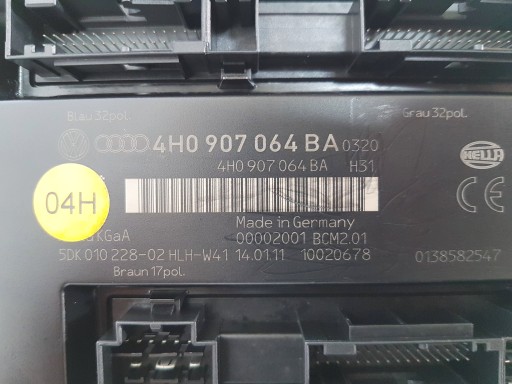 Blau 32pol. Grau 32pol.
4H0 907 064 BA 0320
4H0 907 064 BA H31
HELLA
04H
Made in Germany
KGaA 00002001 BCM2.01
5DK 010 228-02 HLH-W41 14.01.11 10020678 0138582547
Braun 17pol.